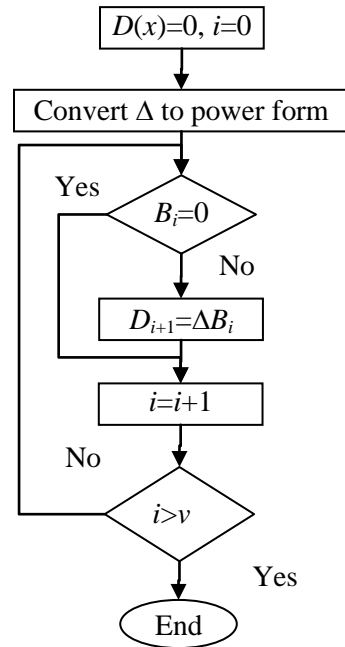 D(x)=0, i=0
Convert Δ to power form
Yes
Bᵢ=0
No
Dᵢ₊₁=ΔBᵢ
i=i+1
No
i>v
Yes
End